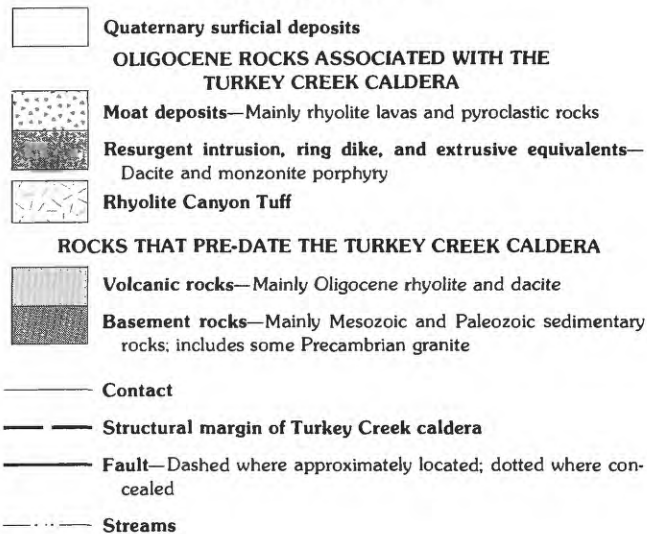 Quaternary surficial deposits
OLIGOCENE ROCKS ASSOCIATED WITH THE
TURKEY CREEK CALDERA
Moat deposits—Mainly rhyolite lavas and pyroclastic rocks
Resurgent intrusion, ring dike, and extrusive equivalents—
Dacite and monzonite porphyry
Rhyolite Canyon Tuff
ROCKS THAT PRE-DATE THE TURKEY CREEK CALDERA
Volcanic rocks—Mainly Oligocene rhyolite and dacite
Basement rocks—Mainly Mesozoic and Paleozoic sedimentary
rocks; includes some Precambrian granite
Contact
Structural margin of Turkey Creek caldera
Fault—Dashed where approximately located; dotted where con-
cealed
Streams